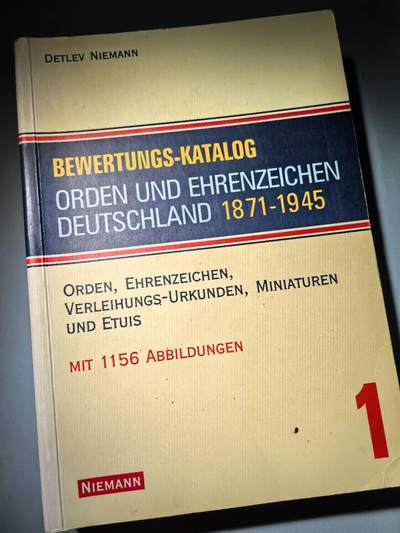 DETLEV NIEMANN
BEWERTUNGS-KATALOG
ORDEN UND EHRENZEICHEN
DEUTSCHLAND 1871-1945
ORDEN, EHRENZEICHEN,
VERLEIHUNGS-URKUNDEN, MINIATUREN
UND ETUIS
MIT 1156 ABBILDUNGEN
1
NIEMANN